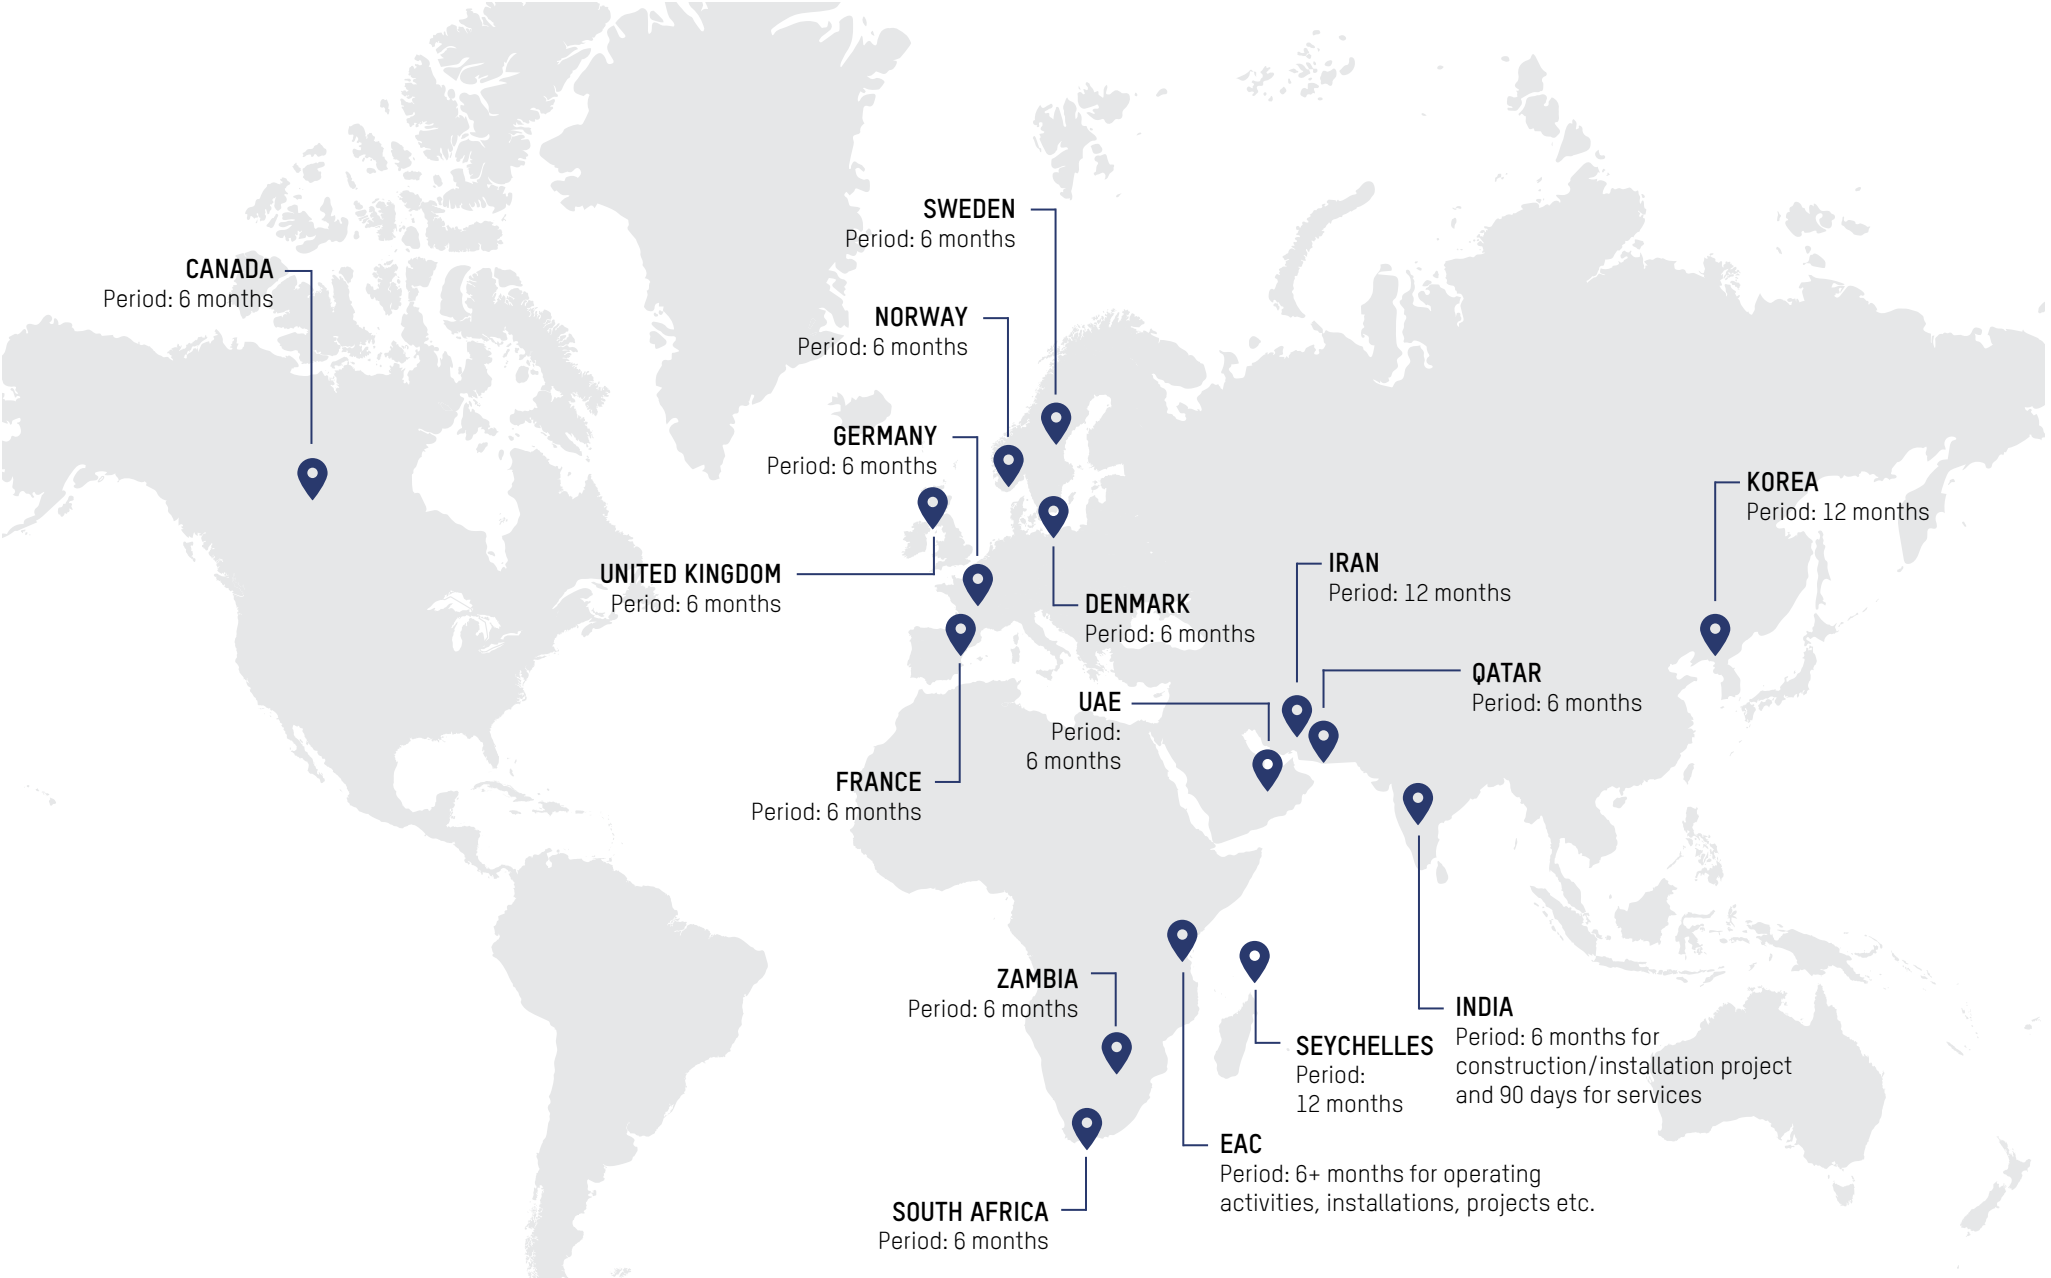 SWEDEN
Period: 6 months
CANADA
Period: 6 months
NORWAY
Period: 6 months
GERMANY
Period: 6 months
KOREA
Period: 12 months
UNITED KINGDOM
Period: 6 months
IRAN
Period: 12 months
DENMARK
Period: 6 months
QATAR
Period: 6 months
UAE
Period:
6 months
FRANCE
Period: 6 months
ZAMBIA
Period: 6 months
INDIA
Period: 6 months for
construction/installation project
and 90 days for services
SEYCHELLES
Period:
12 months
EAC
Period: 6+ months for operating
activities, installations, projects etc.
SOUTH AFRICA
Period: 6 months